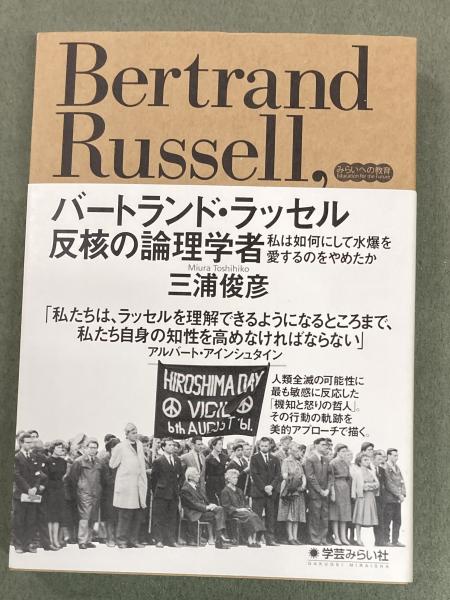 Bertrand
Russell,
みらいへの教育
Education for the Future
バートランド・ラッセル
反核の論理学者
私は如何にして水爆を
愛するのをやめたか
Miura Toshihiko
三浦俊彦
「私たちは、ラッセルを理解できるようになるところまで、
私たち自身の知性を高めなければならない」
アルバート・アインシュタイン
HIROSHIMA DAY
VIGIL
6th AUGUST '61.
人類全滅の可能性に
最も敏感に反応した
「機知と怒りの哲人」。
その行動の軌跡を
美的アプローチで描く。
学芸みらい社
GAKUGEI MIRAISHA